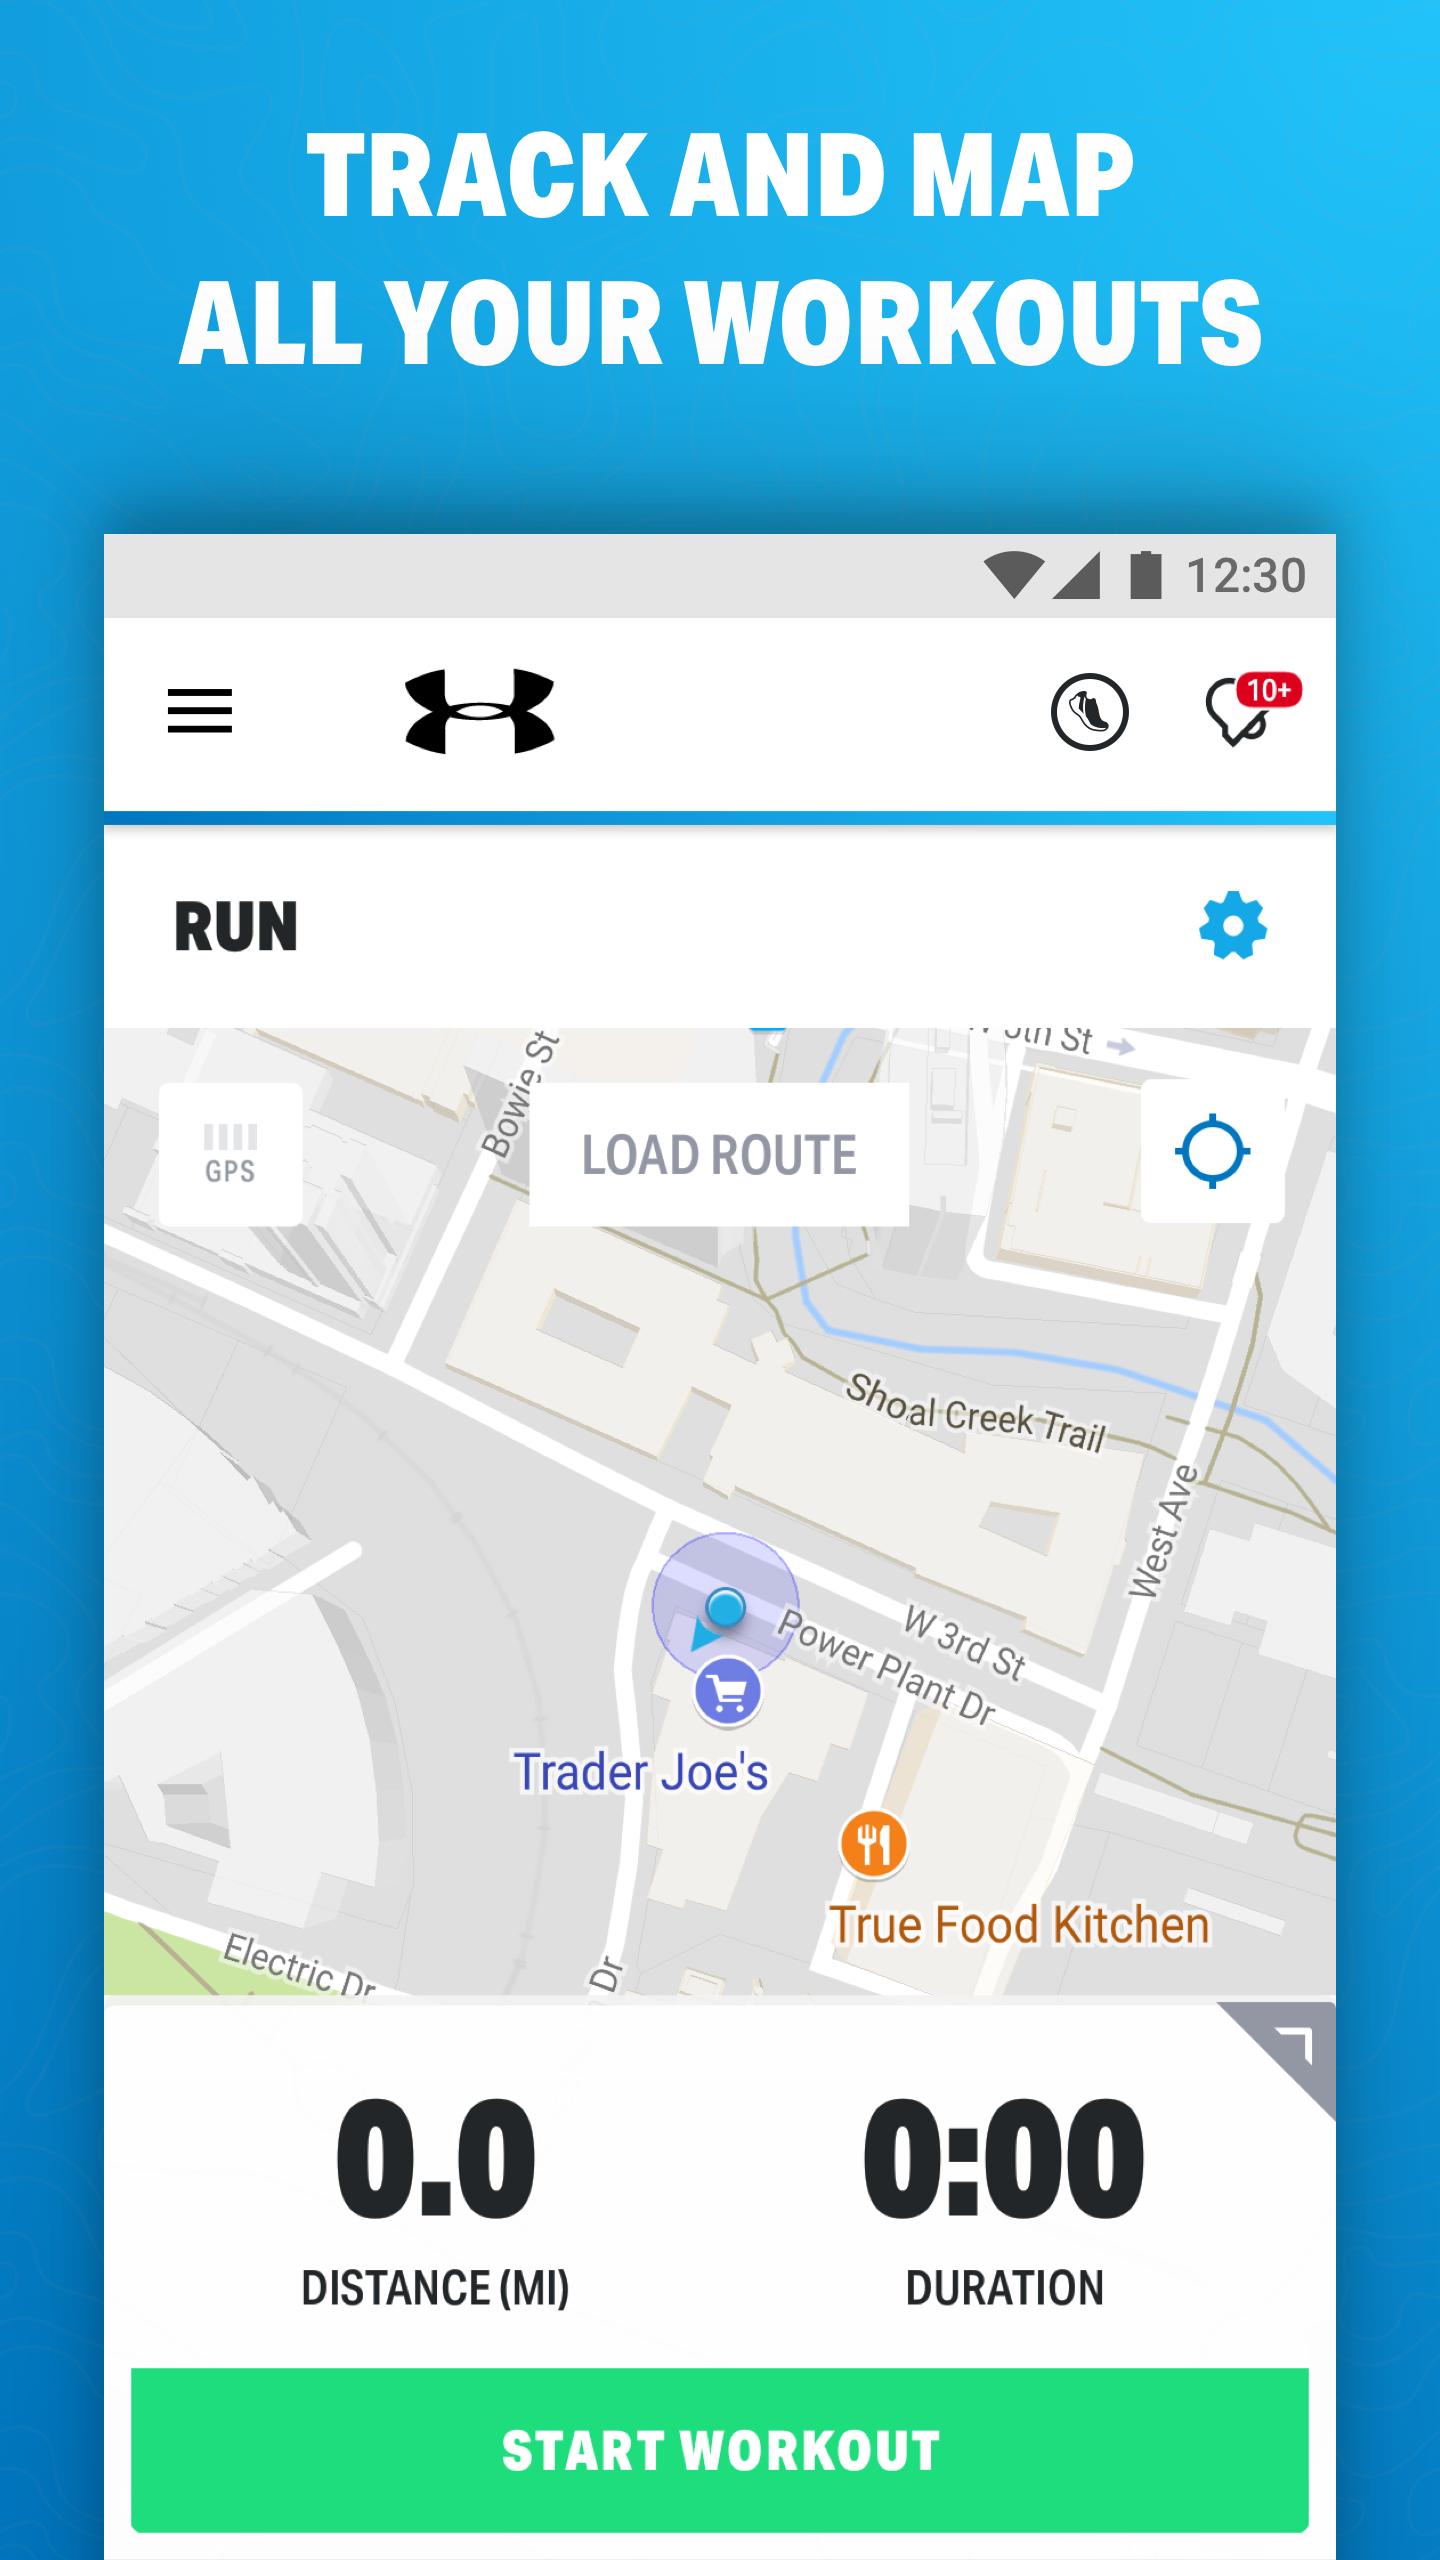 TRACK AND MAP
ALL YOUR WORKOUTS
12:30
10+
RUN
W 5th St
Bowie St
GPS
LOAD ROUTE
Shoal Creek Trail
West Ave
W 3rd St
Power Plant Dr
Trader Joe's
True Food Kitchen
Electric Dr
Dr
0.0
0:00
DISTANCE (MI)
DURATION
START WORKOUT